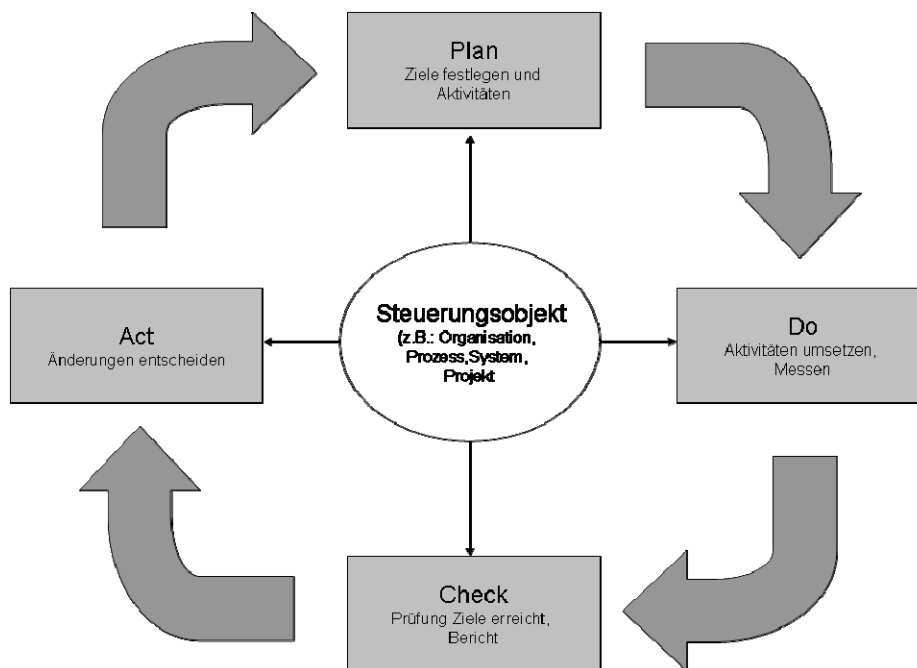 Plan
Ziele festlegen und
Aktivitäten
Act
Änderungen entscheiden
Steuerungsobjekt
(z.B.: Organisation,
Prozess,System,
Projekt
Do
Aktivitäten umsetzen,
Messen
Check
Prüfung Ziele erreicht,
Bericht